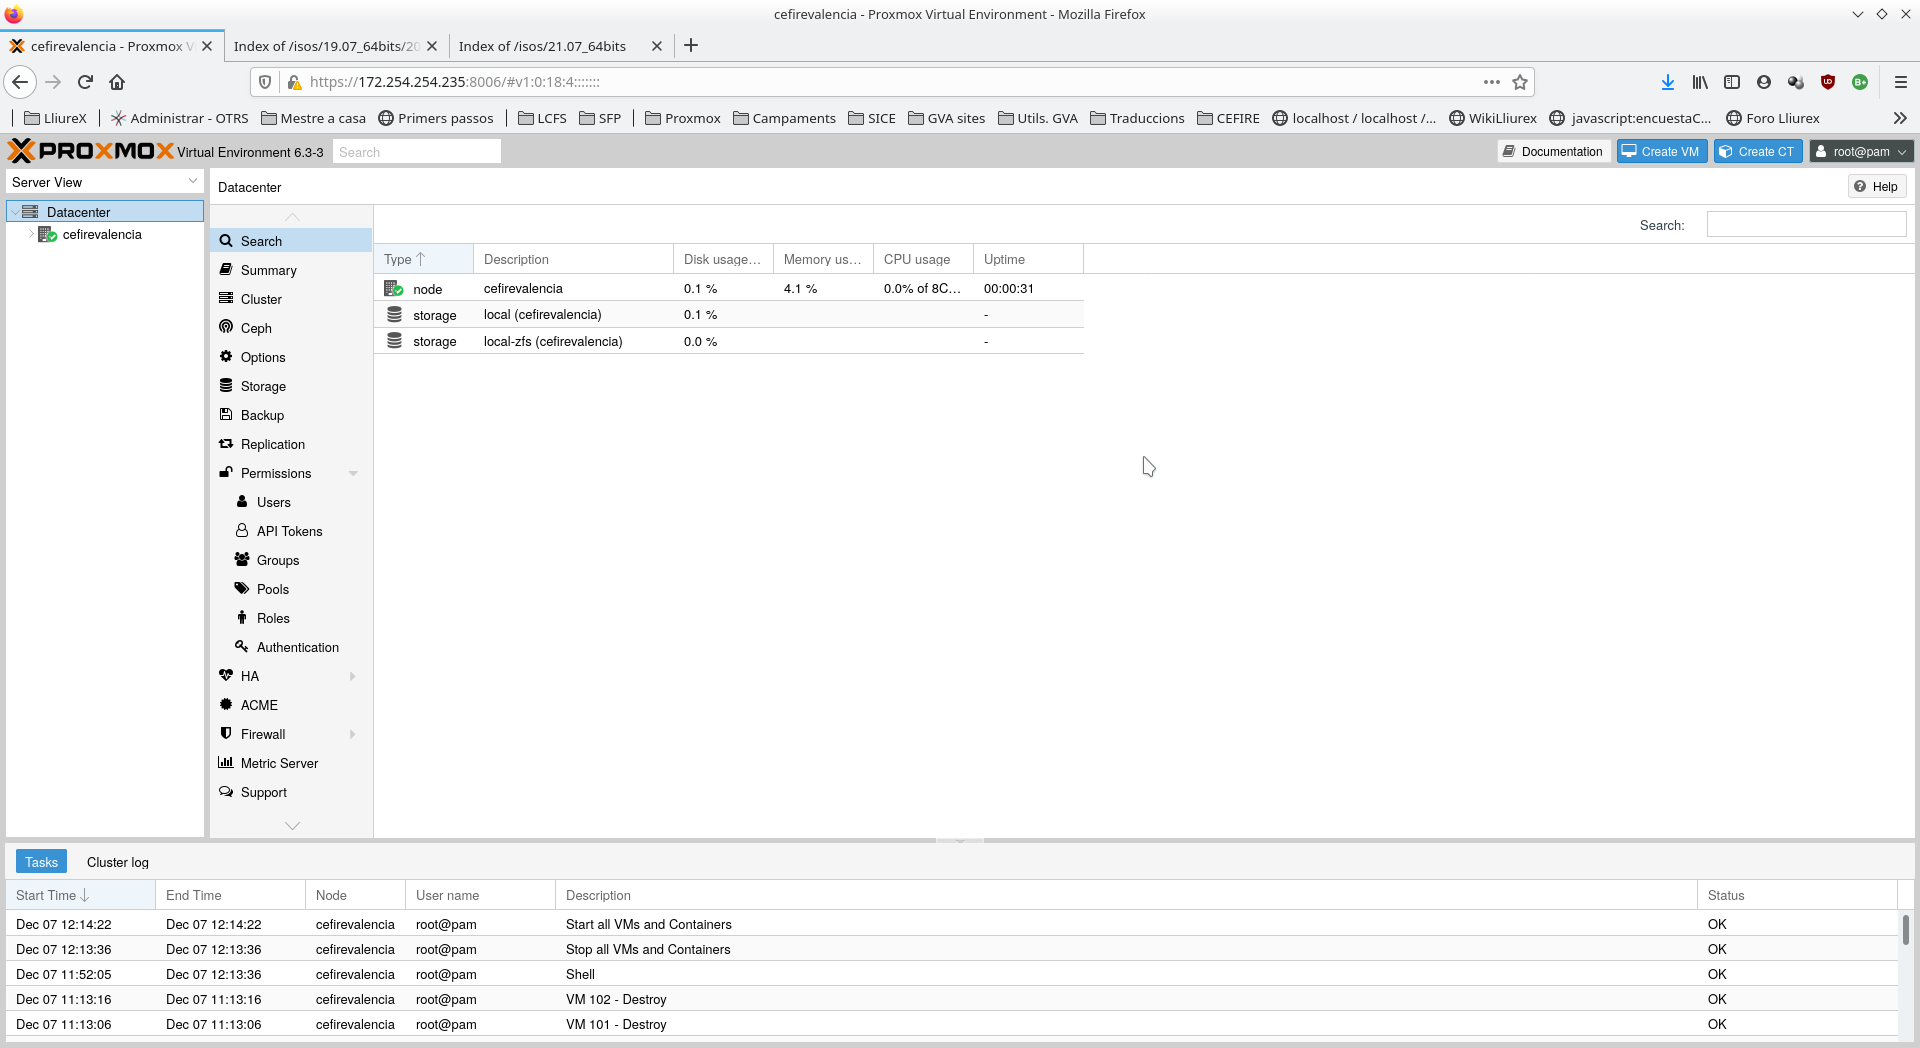 cefirevalencia - Proxmox Virtual Environment - Mozilla Firefox
cefirevalencia - Proxmox V
Index of /isos/19.07_64bits/20
Index of /isos/21.07_64bits
https://172.254.254.235:8006/#v1:0:18:4:::::::
LliureX Administrar - OTRS Mestre a casa Primers passos LCFS SFP Proxmox Campaments SICE GVA sites Utils. GVA Traduccions CEFIRE localhost / localhost /... WikiLliurex javascript:encuestaC... Foro Lliurex
PROXMOX Virtual Environment 6.3-3 Search Documentation Create VM Create CT root@pam
Server View
Datacenter
cefirevalencia
Datacenter Help
Search
Summary
Cluster
Ceph
Options
Storage
Backup
Replication
Permissions
Users
API Tokens
Groups
Pools
Roles
Authentication
HA
ACME
Firewall
Metric Server
Support
Search:
Type Description Disk usage... Memory us... CPU usage Uptime
node cefirevalencia 0.1 % 4.1 % 0.0% of 8C... 00:00:31
storage local (cefirevalencia) 0.1 % -
storage local-zfs (cefirevalencia) 0.0 % -
Tasks Cluster log
Start Time End Time Node User name Description Status
Dec 07 12:14:22 Dec 07 12:14:22 cefirevalencia root@pam Start all VMs and Containers OK
Dec 07 12:13:36 Dec 07 12:13:36 cefirevalencia root@pam Stop all VMs and Containers OK
Dec 07 11:52:05 Dec 07 12:13:36 cefirevalencia root@pam Shell OK
Dec 07 11:13:16 Dec 07 11:13:16 cefirevalencia root@pam VM 102 - Destroy OK
Dec 07 11:13:06 Dec 07 11:13:06 cefirevalencia root@pam VM 101 - Destroy OK